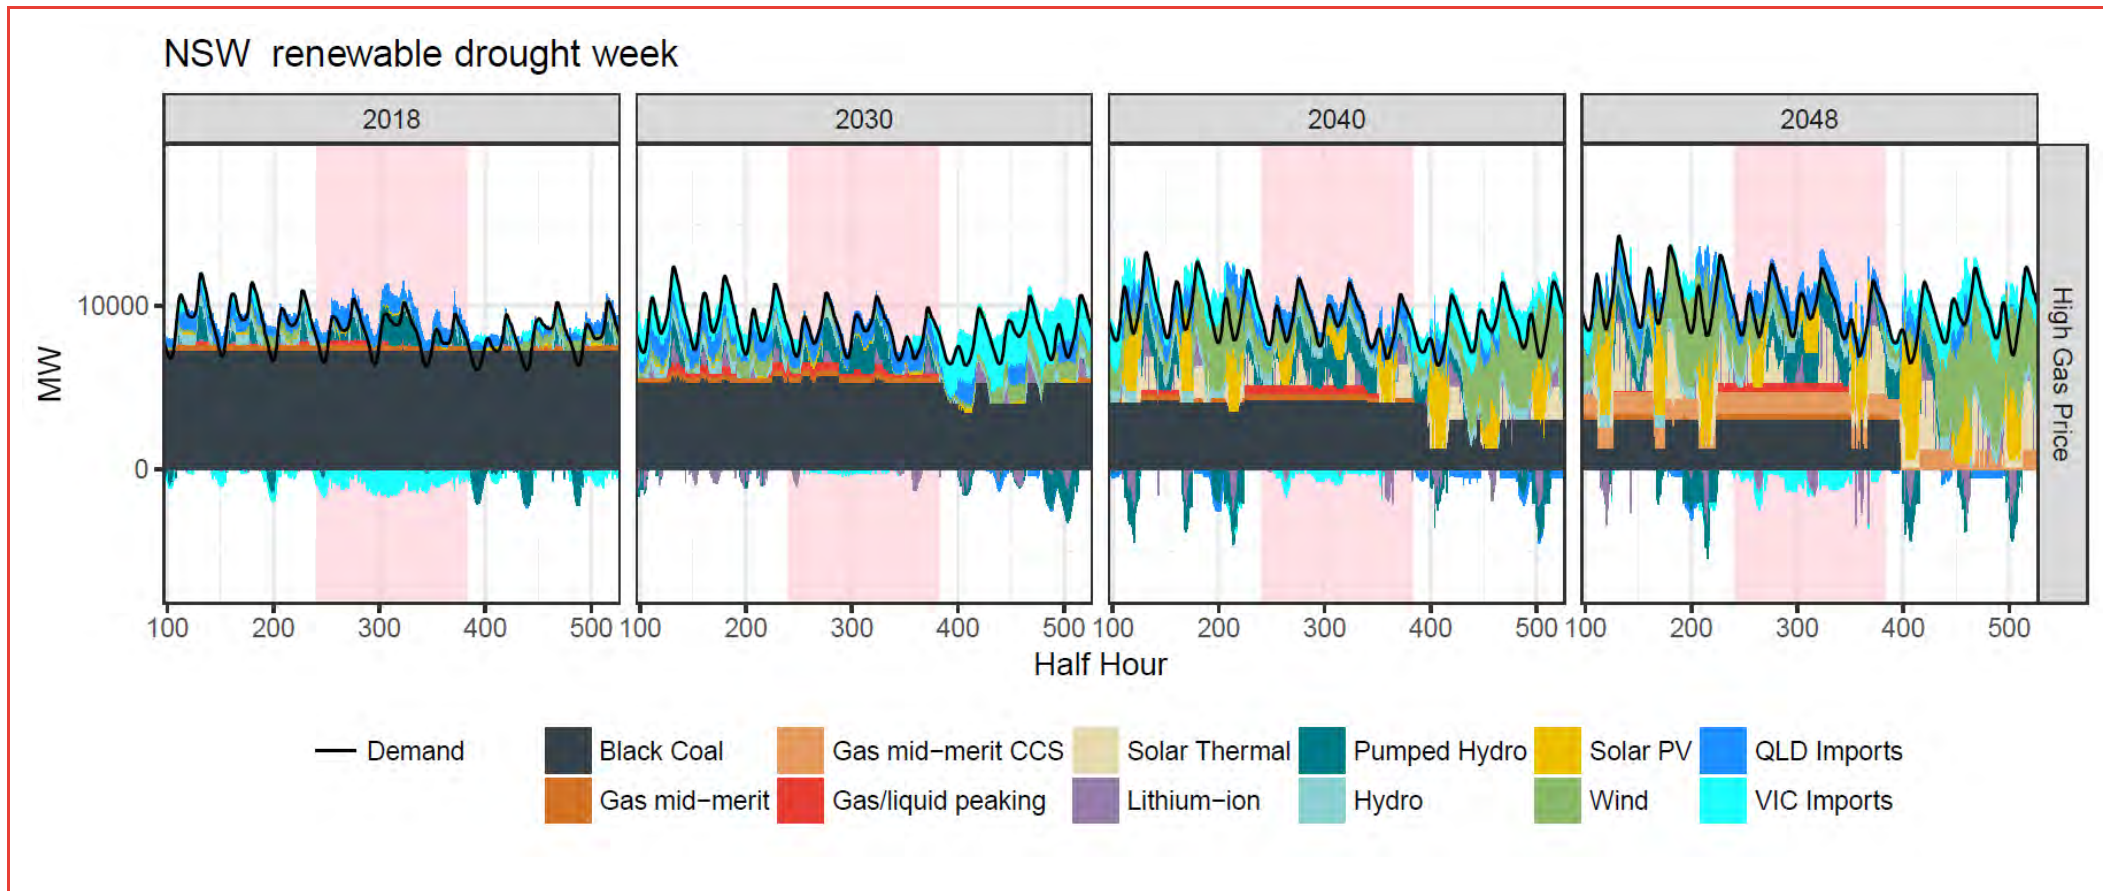 NSW  renewable drought week
2018 2030 2040 2048
10000
0
MW
High Gas Price
100 200 300 400 500 100 200 300 400 500 100 200 300 400 500 100 200 300 400 500
Half Hour
Demand Black Coal Gas mid−merit CCS Solar Thermal Pumped Hydro Solar PV QLD Imports
Gas mid−merit Gas/liquid peaking Lithium−ion Hydro Wind VIC Imports